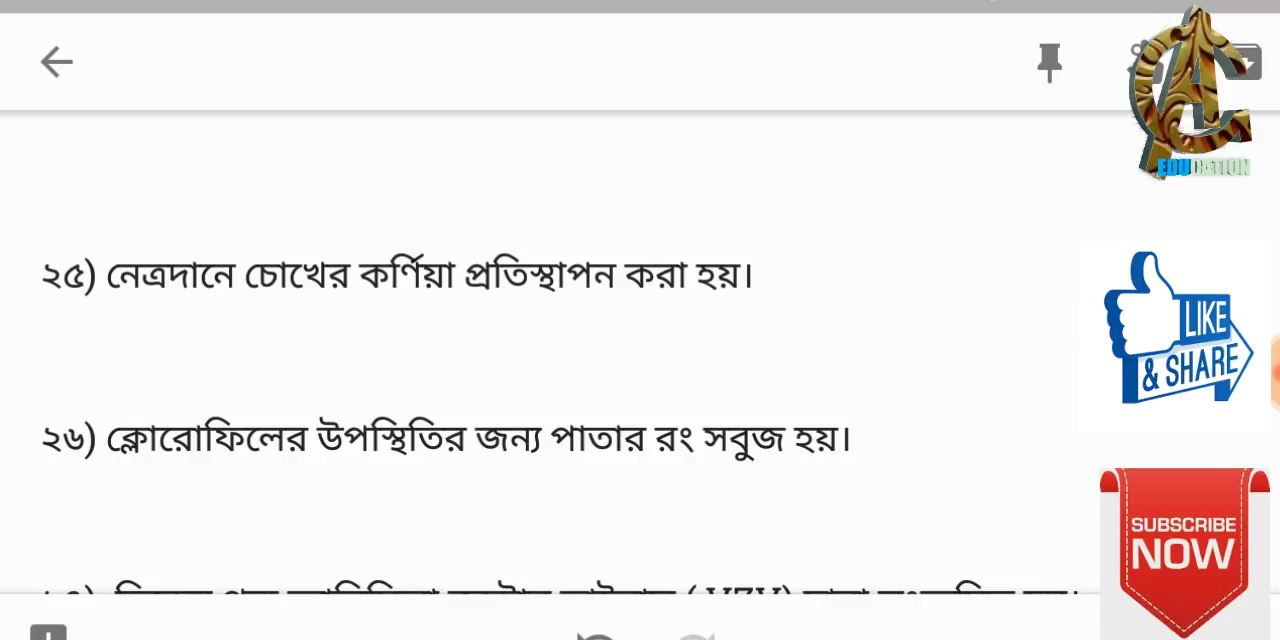 EDUCATION
২৫) নেত্রদানে চোখের কর্ণিয়া প্রতিস্থাপন করা হয়।
LIKE
& SHARE
২৬) ক্লোরোফিলের উপস্থিতির জন্য পাতার রং সবুজ হয়।
SUBSCRIBE
NOW